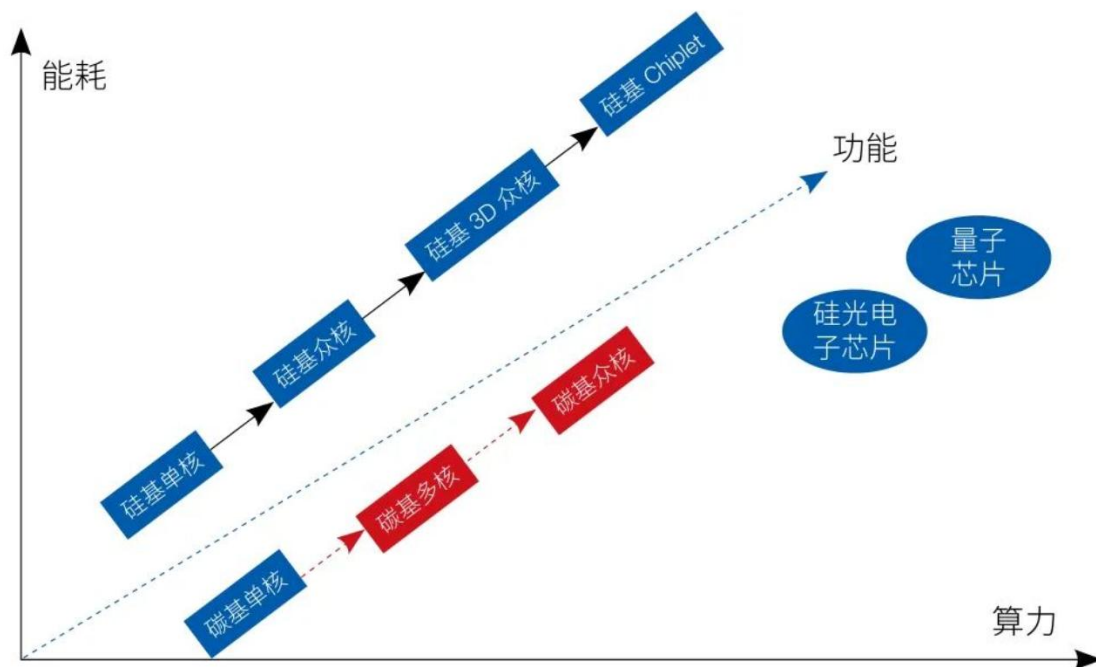 能耗
硅基 Chiplet
功能
硅基 3D 众核
量子
芯片
硅光电
子芯片
硅基众核
碳基众核
硅基单核
碳基多核
碳基单核
算力